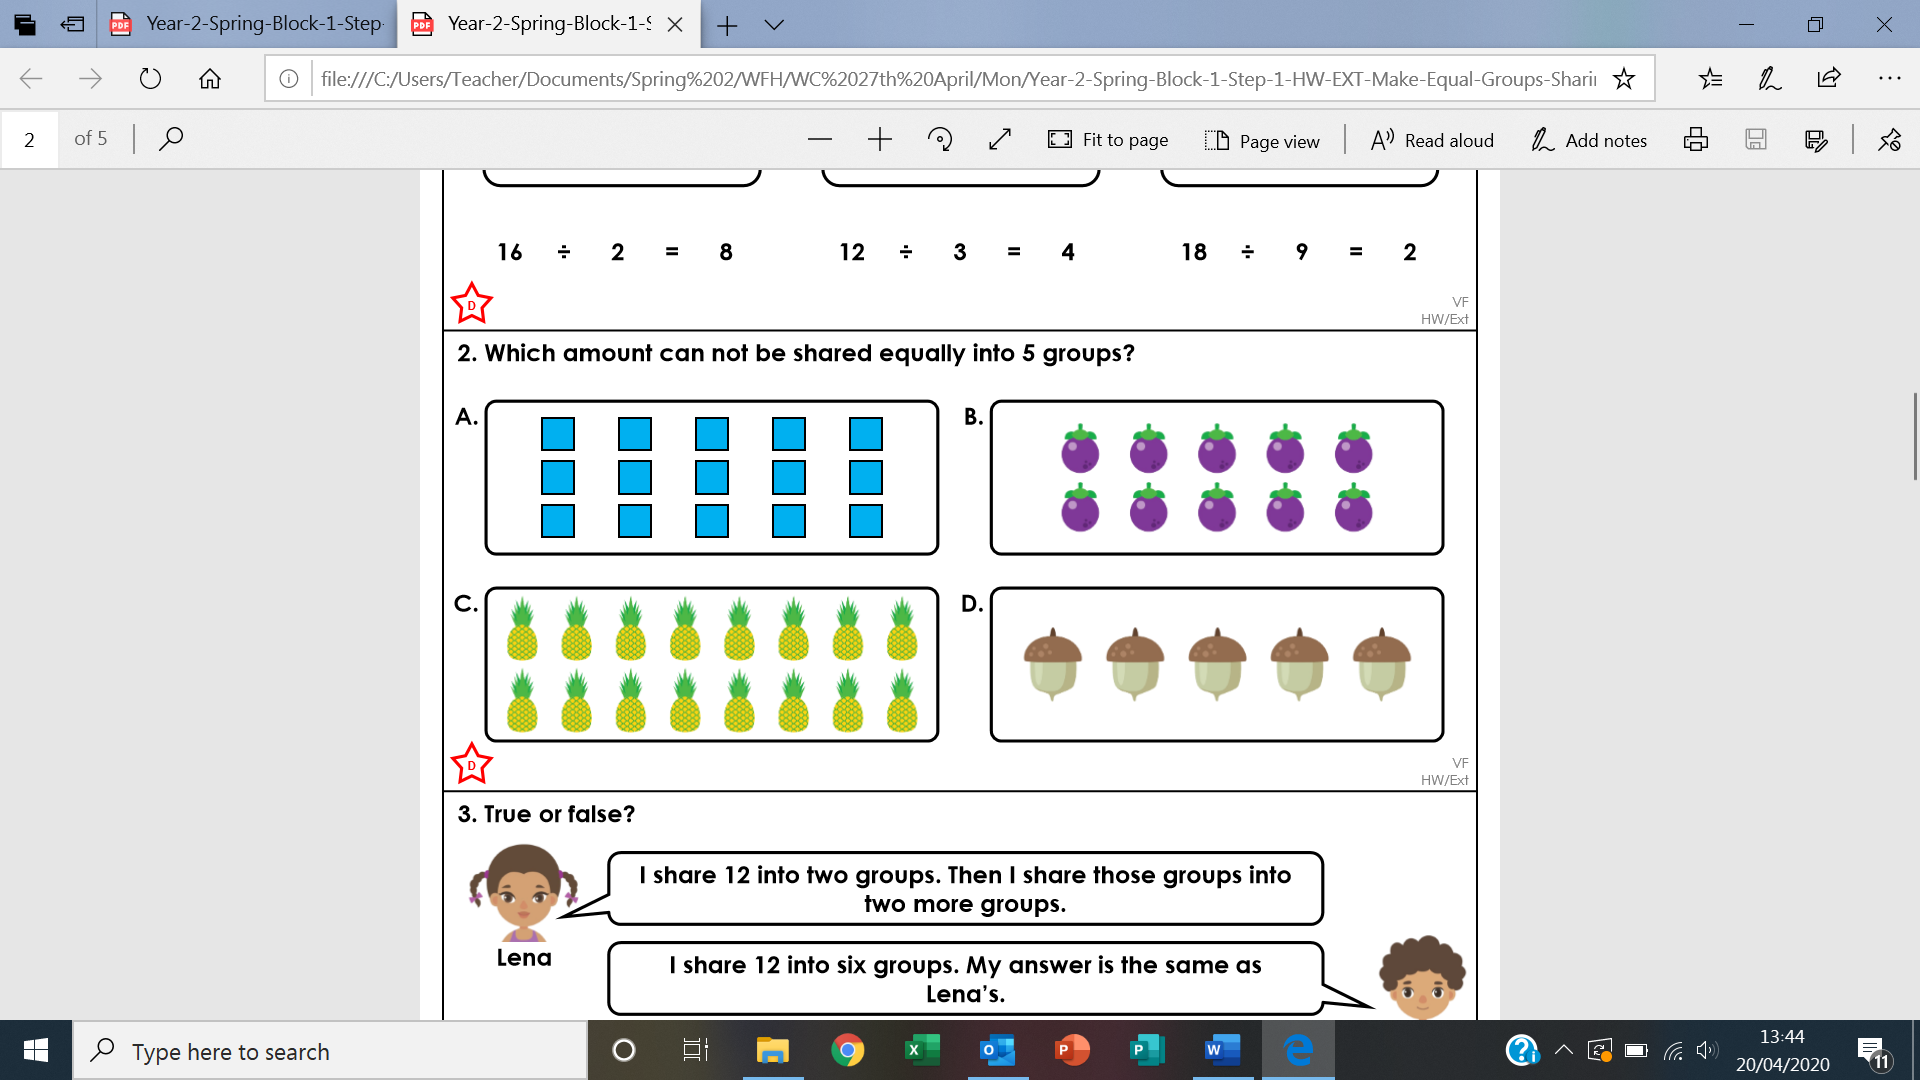 Year-2-Spring-Block-1-Step-
Year-2-Spring-Block-1-S
file:///C:/Users/Teacher/Documents/Spring%202/WFH/WC%2027th%20April/Mon/Year-2-Spring-Block-1-Step-1-HW-EXT-Make-Equal-Groups-Sharin
2 of 5
Fit to page
Page view
Read aloud
Add notes
16 ÷ 2 = 8
12 ÷ 3 = 4
18 ÷ 9 = 2
D
VF
HW/Ext
2. Which amount can not be shared equally into 5 groups?
A.
B.
C.
D.
D
VF
HW/Ext
3. True or false?
I share 12 into two groups. Then I share those groups into
two more groups.
Lena
I share 12 into six groups. My answer is the same as
Lena's.
Type here to search
13:44
20/04/2020
11